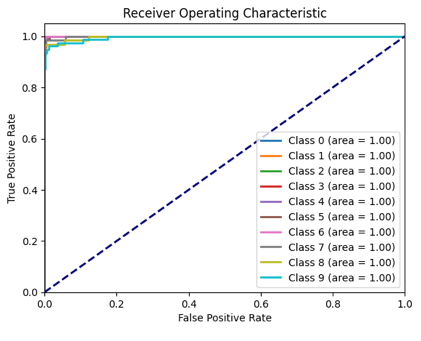 Receiver Operating Characteristic
True Positive Rate
1.0
0.8
0.6
0.4
0.2
0.0
Class 0 (area = 1.00)
Class 1 (area = 1.00)
Class 2 (area = 1.00)
Class 3 (area = 1.00)
Class 4 (area = 1.00)
Class 5 (area = 1.00)
Class 6 (area = 1.00)
Class 7 (area = 1.00)
Class 8 (area = 1.00)
Class 9 (area = 1.00)
0.0 0.2 0.4 0.6 0.8 1.0
False Positive Rate